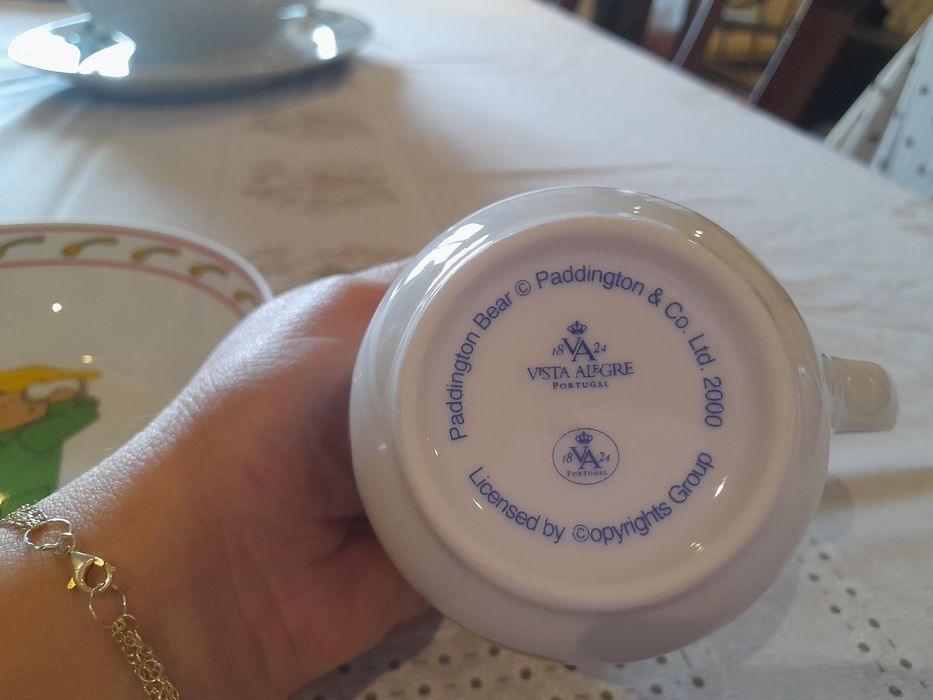 Paddington Bear © Paddington & Co. Ltd. 2000
18 VA 24
VISTA ALEGRE
PORTUGAL
18 VA 24
PORTUGAL
Licensed by ©opyrights Group